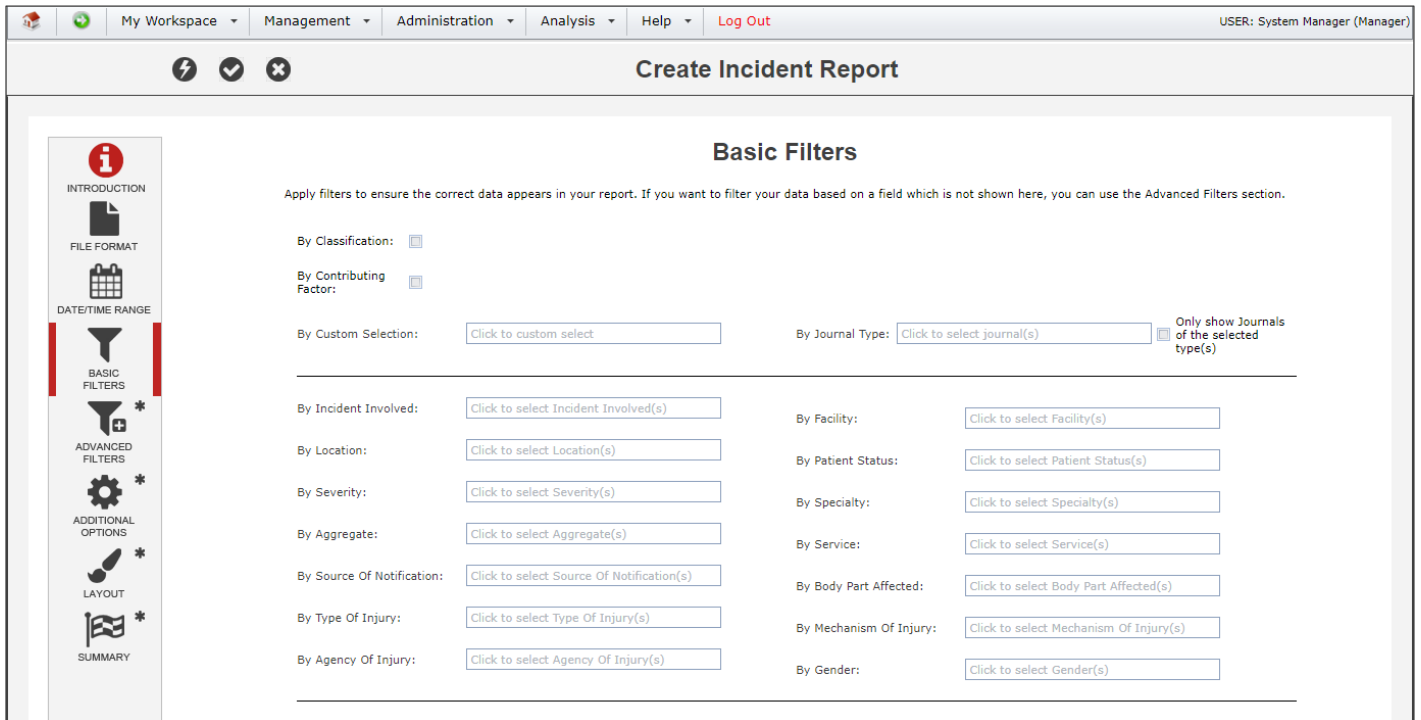 My Workspace
Management
Administration
Analysis
Help
Log Out
USER: System Manager (Manager)
Create Incident Report
INTRODUCTION
FILE FORMAT
DATE/TIME RANGE
BASIC
FILTERS
ADVANCED
FILTERS
ADDITIONAL
OPTIONS
LAYOUT
SUMMARY
Basic Filters
Apply filters to ensure the correct data appears in your report. If you want to filter your data based on a field which is not shown here, you can use the Advanced Filters section.
By Classification:
By Contributing
Factor:
By Custom Selection: Click to custom select
By Journal Type: Click to select journal(s)
Only show Journals
of the selected
type(s)
By Incident Involved: Click to select Incident Involved(s)
By Location: Click to select Location(s)
By Severity: Click to select Severity(s)
By Aggregate: Click to select Aggregate(s)
By Source Of Notification: Click to select Source Of Notification(s)
By Type Of Injury: Click to select Type Of Injury(s)
By Agency Of Injury: Click to select Agency Of Injury(s)
By Facility: Click to select Facility(s)
By Patient Status: Click to select Patient Status(s)
By Specialty: Click to select Specialty(s)
By Service: Click to select Service(s)
By Body Part Affected: Click to select Body Part Affected(s)
By Mechanism Of Injury: Click to select Mechanism Of Injury(s)
By Gender: Click to select Gender(s)